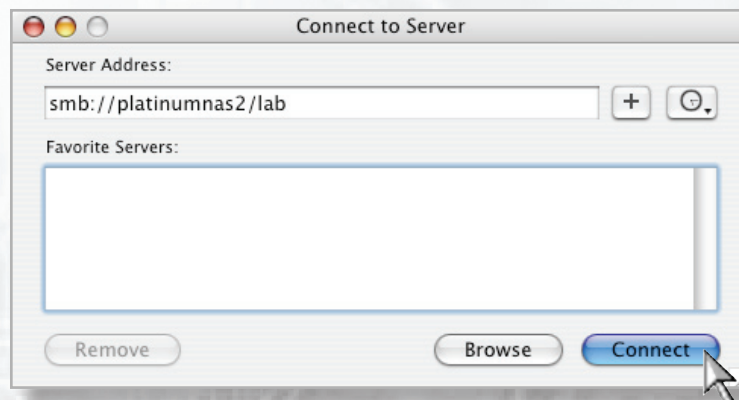 Connect to Server
Server Address:
smb://platinumnas2/lab
Favorite Servers:
Remove
Browse
Connect